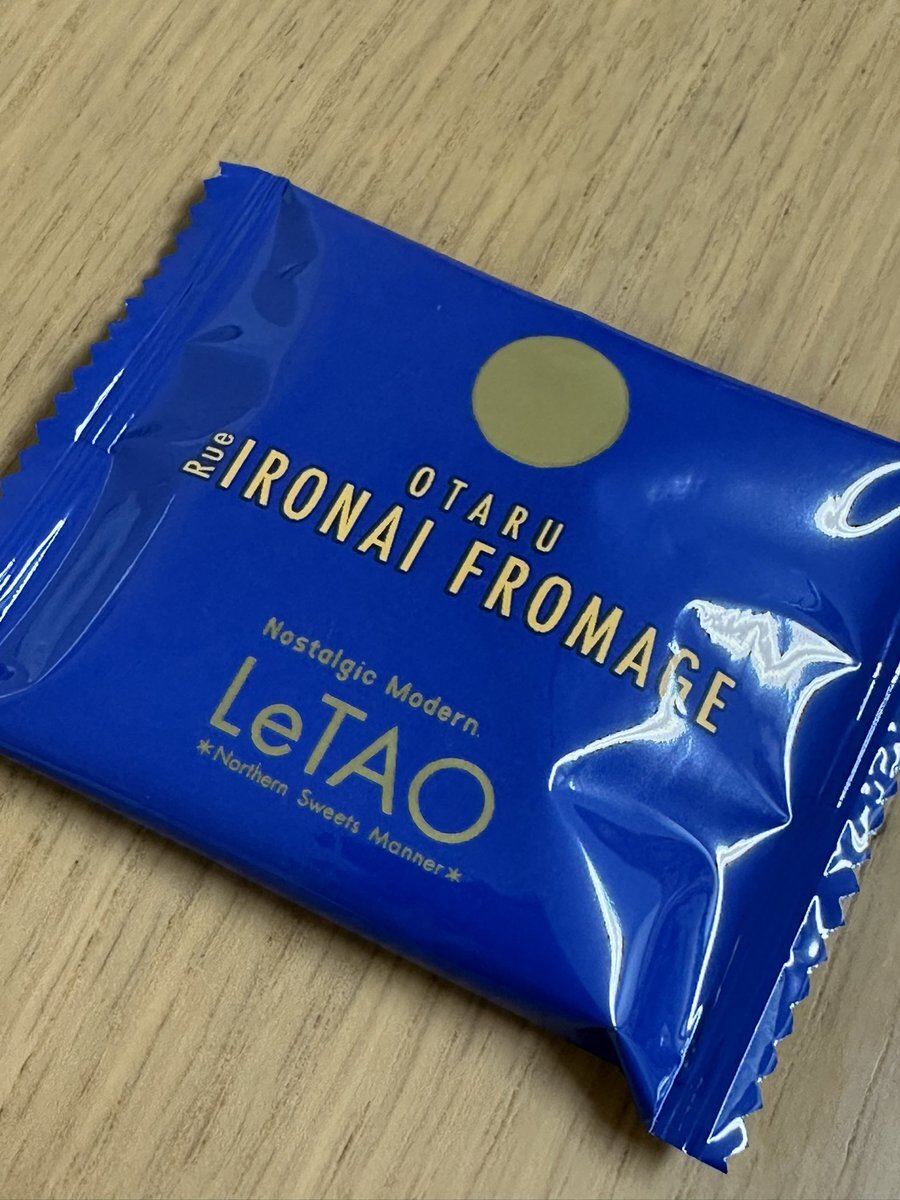 OTARU
Rue IRONAI FROMAGE
Nostalgic Modern.
LeTAO
*Northern Sweets Manner*